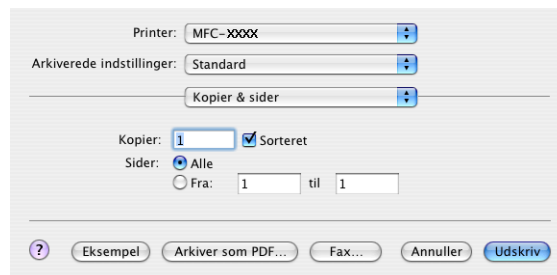 Printer: MFC-XXXX
Arkiverede indstillinger: Standard
Kopier & sider
Kopier: 1 Sorteret
Sider: Alle
Fra: 1 til 1
? Eksempel Arkiver som PDF... Fax... Annuller Udskriv